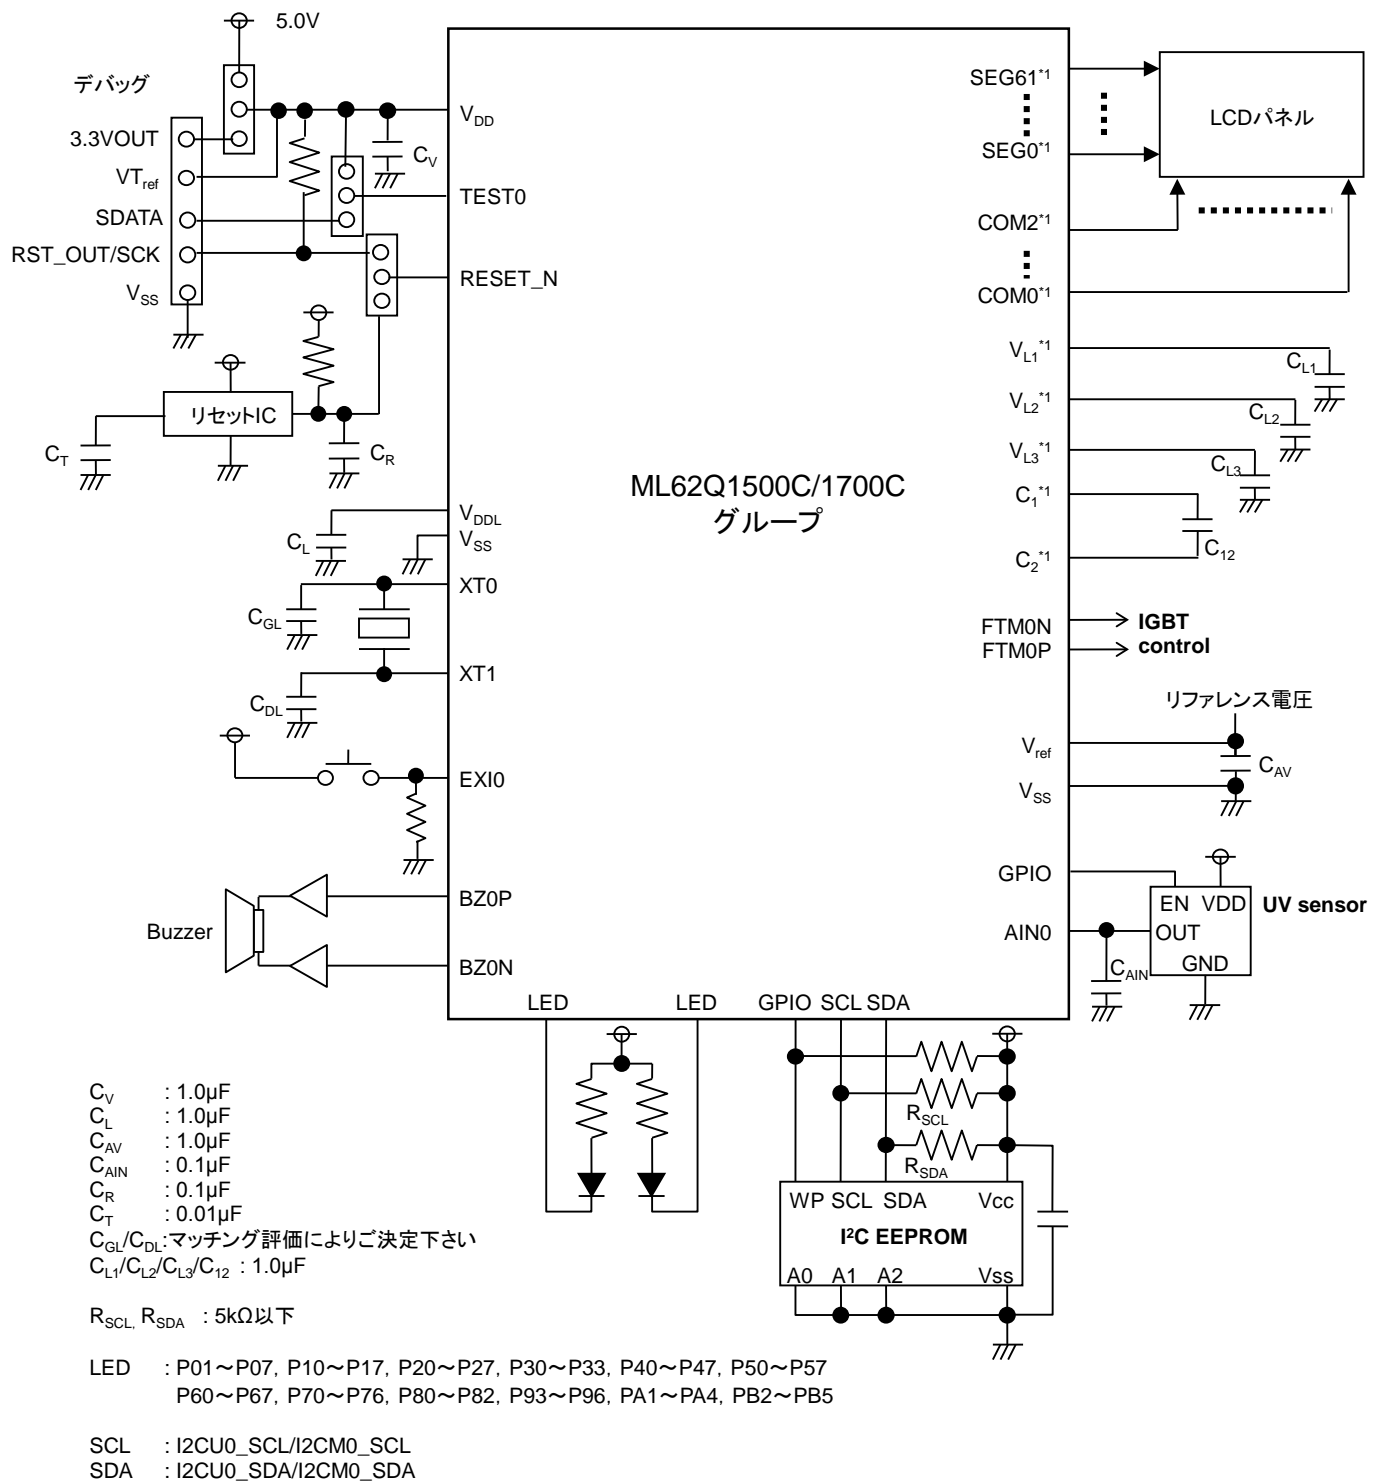 5.0V
デバッグ
3.3VOUT
VTref
SDATA
RST_OUT/SCK
VSS
VDD
CV
TEST0
RESET_N
リセットIC
CT
CR
VDDL
VSS
CL
XT0
CGL
XT1
CDL
EXI0
BZ0P
Buzzer
BZ0N
ML62Q1500C/1700C
グループ
SEG61*1
SEG0*1
LCDパネル
COM2*1
COM0*1
VL1*1
CL1
VL2*1
CL2
VL3*1
CL3
C1*1
C12
C2*1
FTM0N
FTM0P
IGBT
control
リファレンス電圧
Vref
CAV
VSS
GPIO
EN VDD
UV sensor
AIN0
OUT
CAIN
GND
LED LED GPIO SCL SDA
RSCL
RSDA
WP SCL SDA Vcc
I²C EEPROM
A0 A1 A2 Vss
CV : 1.0μF
CL : 1.0μF
CAV : 1.0μF
CAIN : 0.1μF
CR : 0.1μF
CT : 0.01μF
CGL/CDL:マッチング評価によりご決定下さい
CL1/CL2/CL3/C12 : 1.0μF
RSCL, RSDA : 5kΩ以下
LED : P01～P07, P10～P17, P20～P27, P30～P33, P40～P47, P50～P57
P60～P67, P70～P76, P80～P82, P93～P96, PA1～PA4, PB2～PB5
SCL : I2CU0_SCL/I2CM0_SCL
SDA : I2CU0_SDA/I2CM0_SDA